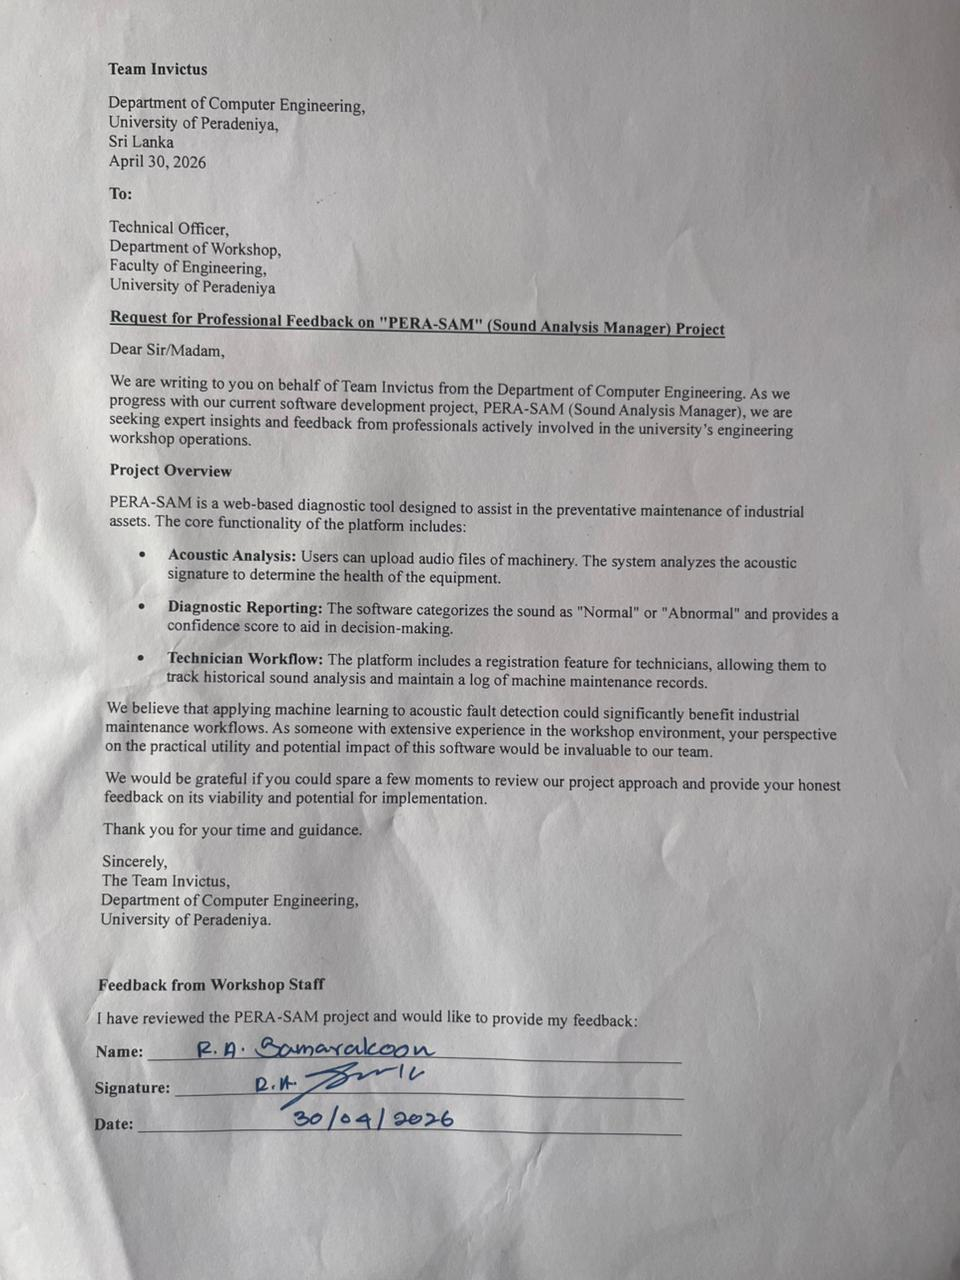 Team Invictus
Department of Computer Engineering,
University of Peradeniya,
Sri Lanka
April 30, 2026
To:
Technical Officer,
Department of Workshop,
Faculty of Engineering,
University of Peradeniya
Request for Professional Feedback on "PERA-SAM" (Sound Analysis Manager) Project
Dear Sir/Madam,
We are writing to you on behalf of Team Invictus from the Department of Computer Engineering. As we
progress with our current software development project, PERA-SAM (Sound Analysis Manager), we are
seeking expert insights and feedback from professionals actively involved in the university's engineering
workshop operations.
Project Overview
PERA-SAM is a web-based diagnostic tool designed to assist in the preventative maintenance of industrial
assets. The core functionality of the platform includes:
• Acoustic Analysis: Users can upload audio files of machinery. The system analyzes the acoustic
signature to determine the health of the equipment.
• Diagnostic Reporting: The software categorizes the sound as "Normal" or "Abnormal" and provides a
confidence score to aid in decision-making.
• Technician Workflow: The platform includes a registration feature for technicians, allowing them to
track historical sound analysis and maintain a log of machine maintenance records.
We believe that applying machine learning to acoustic fault detection could significantly benefit industrial
maintenance workflows. As someone with extensive experience in the workshop environment, your perspective
on the practical utility and potential impact of this software would be invaluable to our team.
We would be grateful if you could spare a few moments to review our project approach and provide your honest
feedback on its viability and potential for implementation.
Thank you for your time and guidance.
Sincerely,
The Team Invictus,
Department of Computer Engineering,
University of Peradeniya.
Feedback from Workshop Staff
I have reviewed the PERA-SAM project and would like to provide my feedback:
Name: R. A. Samarakoon
Signature: R.A.
Date: 30/04/2026